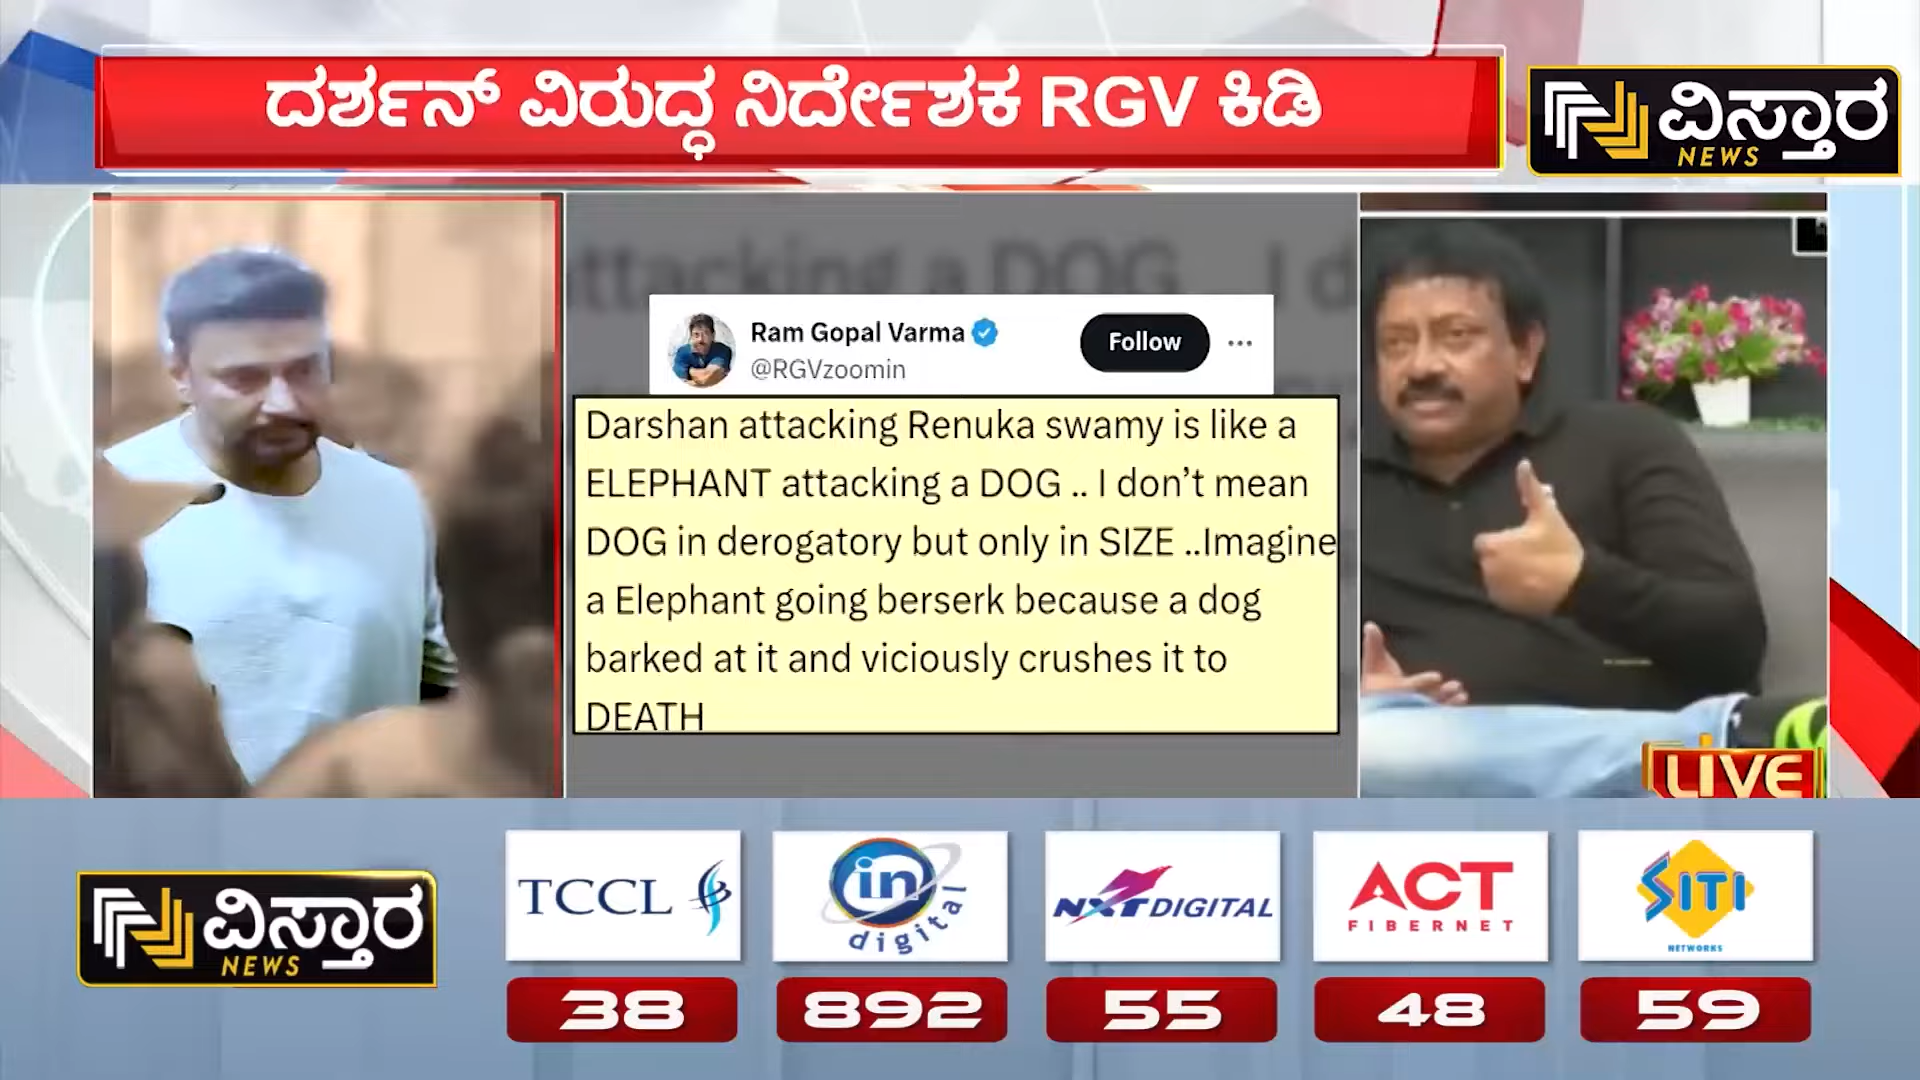 ದರ್ಶನ್ ವಿರುದ್ಧ ನಿರ್ದೇಶಕ RGV ಕಿಡಿ
ವಿಸ್ತಾರ
NEWS
ttacking a DOG I d
Ram Gopal Varma
@RGVzoomin
Follow
Darshan attacking Renuka swamy is like a
ELEPHANT attacking a DOG .. I don’t mean
DOG in derogatory but only in SIZE ..Imagine
a Elephant going berserk because a dog
barked at it and viciously crushes it to
DEATH
LIVE
ವಿಸ್ತಾರ
NEWS
TCCL
in
digital
NXTDIGITAL
ACT
FIBERNET
SITI
NETWORKS
38
892
55
48
59